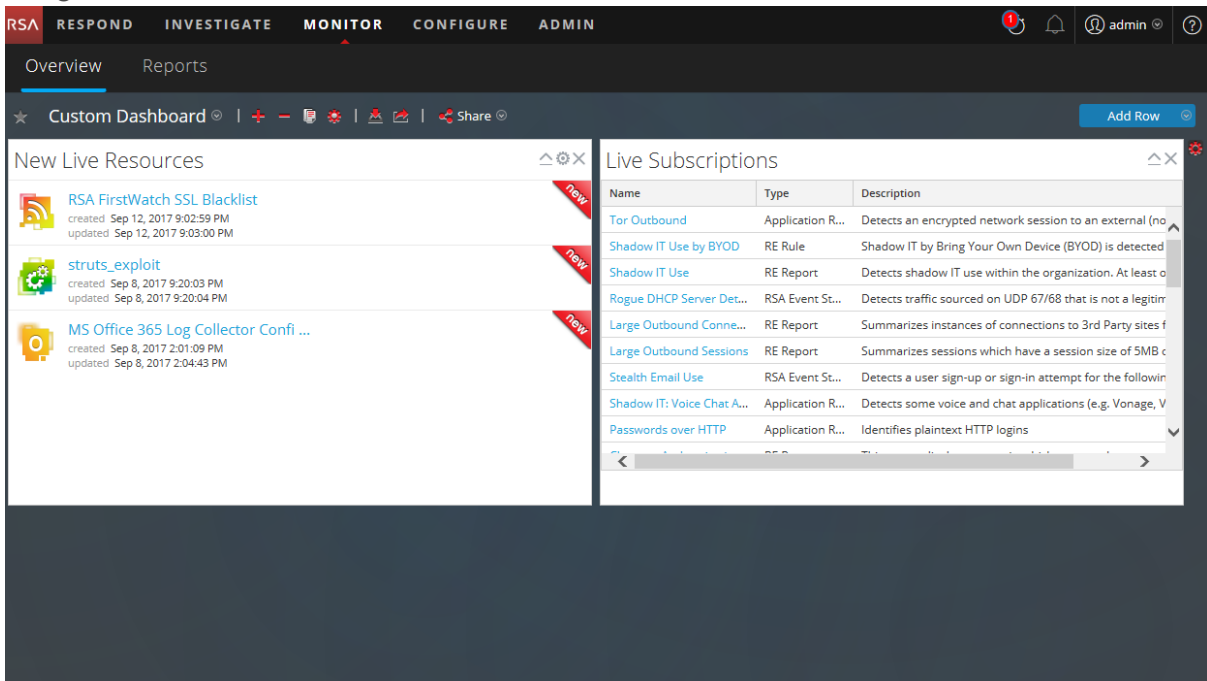 RSA RESPOND INVESTIGATE MONITOR CONFIGURE ADMIN 1 admin ?
Overview Reports
Custom Dashboard Share Add Row
New Live Resources
RSA FirstWatch SSL Blacklist
created Sep 12, 2017 9:02:59 PM
updated Sep 12, 2017 9:03:00 PM
new
struts_exploit
created Sep 8, 2017 9:20:03 PM
updated Sep 8, 2017 9:20:04 PM
new
MS Office 365 Log Collector Confi ...
created Sep 8, 2017 2:01:09 PM
updated Sep 8, 2017 2:04:43 PM
new
Live Subscriptions
Name Type Description
Tor Outbound Application R... Detects an encrypted network session to an external (no
Shadow IT Use by BYOD RE Rule Shadow IT by Bring Your Own Device (BYOD) is detected
Shadow IT Use RE Report Detects shadow IT use within the organization. At least o
Rogue DHCP Server Det... RSA Event St... Detects traffic sourced on UDP 67/68 that is not a legitim
Large Outbound Conne... RE Report Summarizes instances of connections to 3rd Party sites f
Large Outbound Sessions RE Report Summarizes sessions which have a session size of 5MB
Stealth Email Use RSA Event St... Detects a user sign-up or sign-in attempt for the followin
Shadow IT: Voice Chat A... Application R... Detects some voice and chat applications (e.g. Vonage, V
Passwords over HTTP Application R... Identifies plaintext HTTP logins